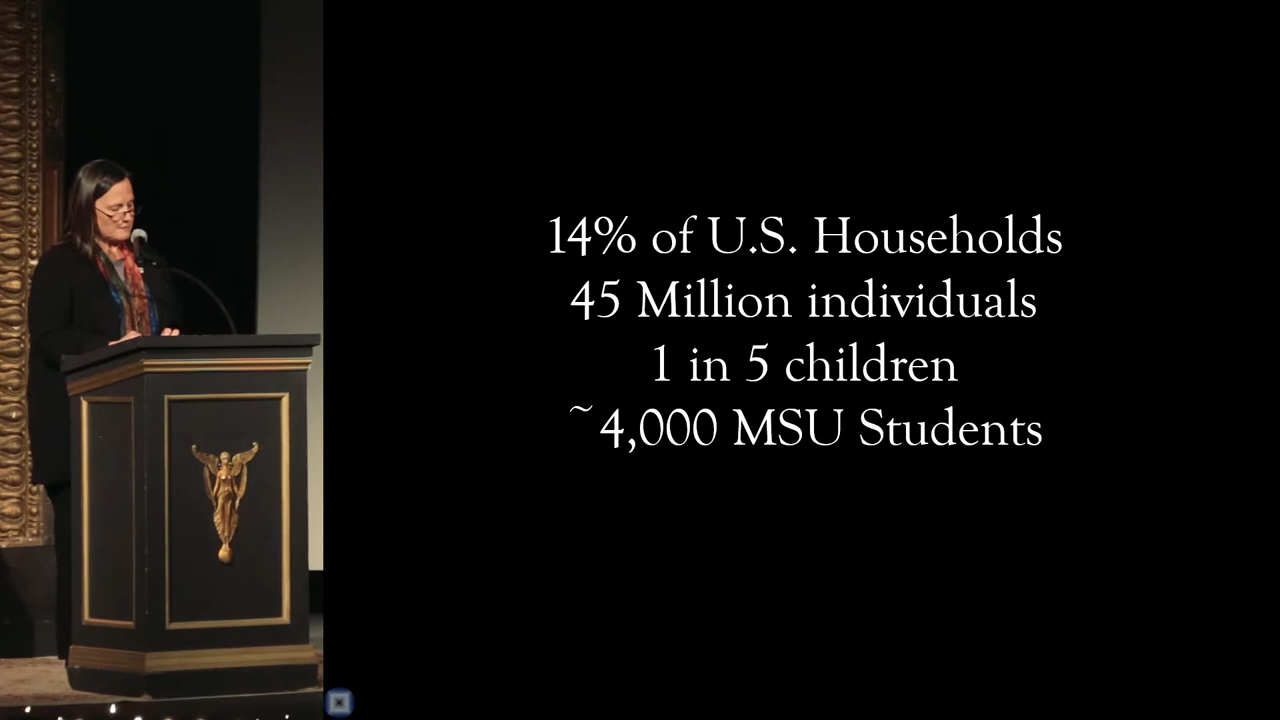 14% of U.S. Households
45 Million individuals
1 in 5 children
~4,000 MSU Students